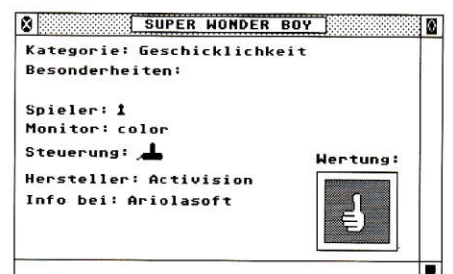 SUPER WONDER BOY
Kategorie: Geschicklichkeit
Besonderheiten:
Spieler: 1
Monitor: color
Steuerung:
Wertung:
Hersteller: Activision
Info bei: Ariolasoft